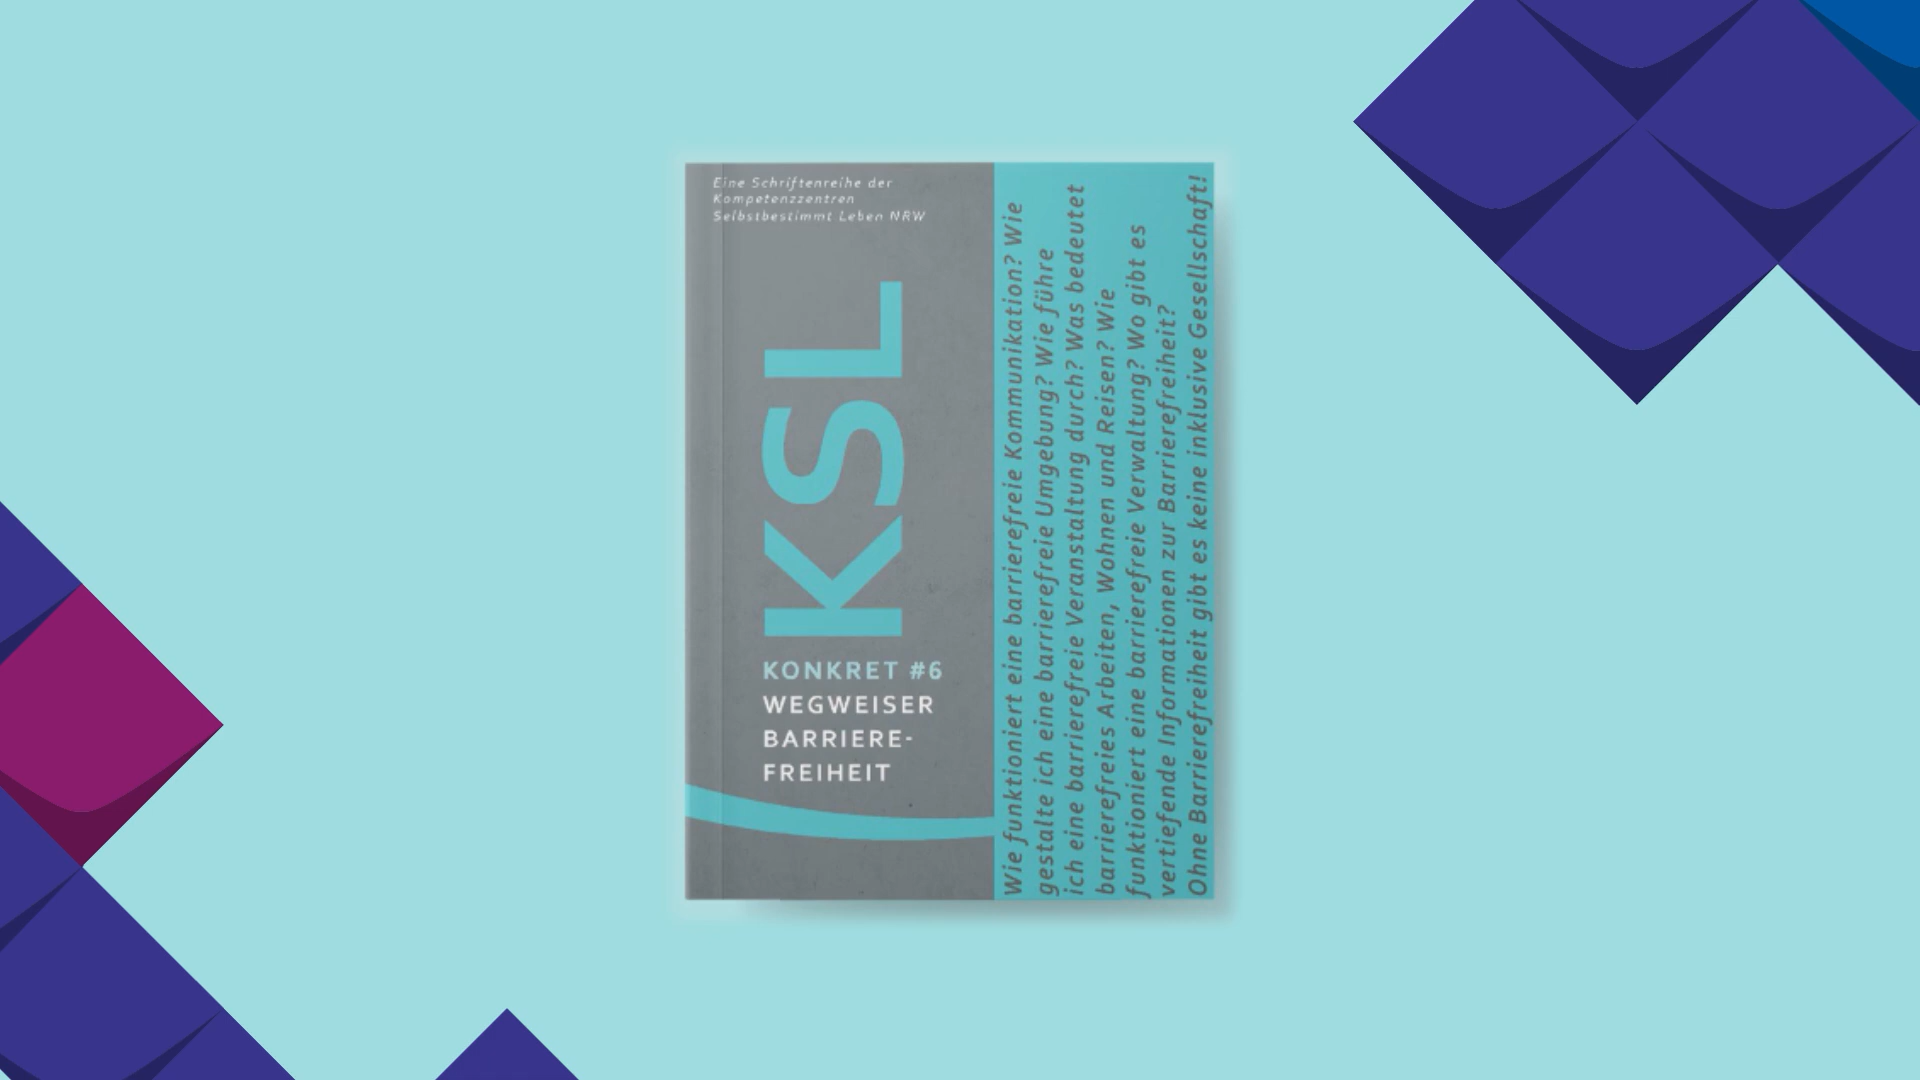 Eine Schriftenreihe der
Kompetenzzentren
Selbstbestimmt Leben NRW
KSL
KONKRET #6
WEGWEISER
BARRIERE-
FREIHEIT
Wie funktioniert eine barrierefreie Kommunikation? Wie
gestalte ich eine barrierefreie Umgebung? Wie führe
ich eine barrierefreie Veranstaltung durch? Was bedeutet
barrierefreies Arbeiten, Wohnen und Reisen? Wie
funktioniert eine barrierefreie Verwaltung? Wo gibt es
vertiefende Informationen zur Barrierefreiheit?
Ohne Barrierefreiheit gibt es keine inklusive Gesellschaft!